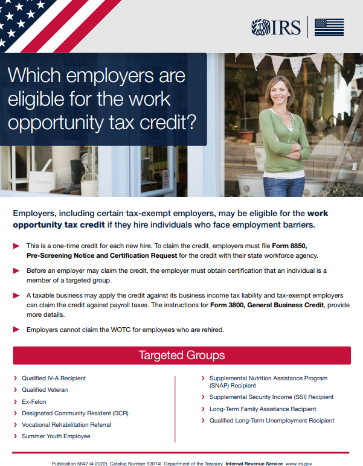 IRS
Which employers are
eligible for the work
opportunity tax credit?
Employers, including certain tax-exempt employers, may be eligible for the work
opportunity tax credit if they hire individuals who face employment barriers.
This is a one-time credit for each new hire. To claim the credit, employers must file Form 8850,
Pre-Screening Notice and Certification Request for the credit with their state workforce agency.
Before an employer may claim the credit, the employer must obtain certification that an individual is a
member of a targeted group.
A taxable business may apply the credit against its business income tax liability and tax-exempt employers
can claim the credit against payroll taxes. The instructions for Form 3800, General Business Credit, provide
more details.
Employers cannot claim the WOTC for employees who are rehired.
Targeted Groups
Qualified IV-A Recipient
Qualified Veteran
Ex-Felon
Designated Community Resident (DCR)
Vocational Rehabilitation Referral
Summer Youth Employee
Supplemental Nutrition Assistance Program
(SNAP) Recipient
Supplemental Security Income (SSI) Recipient
Long-Term Family Assistance Recipient
Qualified Long-Term Unemployment Recipient
Publication 5647 (4-2022) Catalog Number 93671F Department of the Treasury Internal Revenue Service www.irs.gov